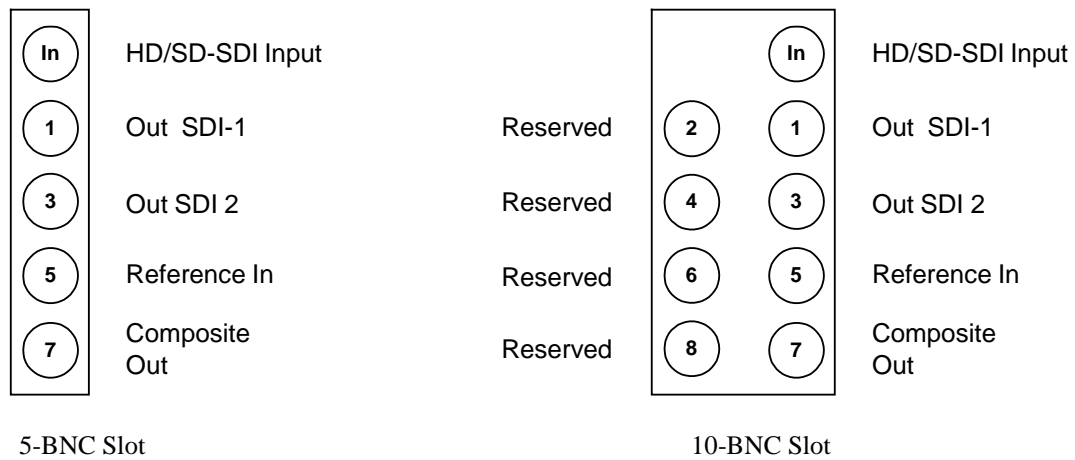 In HD/SD-SDI Input
1 Out SDI-1
3 Out SDI 2
5 Reference In
7 Composite
Out
5-BNC Slot
In HD/SD-SDI Input
Reserved 2 1 Out SDI-1
Reserved 4 3 Out SDI 2
Reserved 6 5 Reference In
Reserved 8 7 Composite
Out
10-BNC Slot